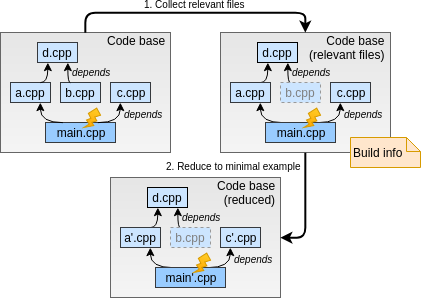 1. Collect relevant files
Code base
d.cpp
depends
a.cpp
b.cpp
c.cpp
depends
main.cpp
Code base
(relevant files)
d.cpp
depends
a.cpp
b.cpp
c.cpp
depends
main.cpp
Build info
2. Reduce to minimal example
Code base
(reduced)
d.cpp
depends
a'.cpp
b.cpp
c'.cpp
depends
main'.cpp